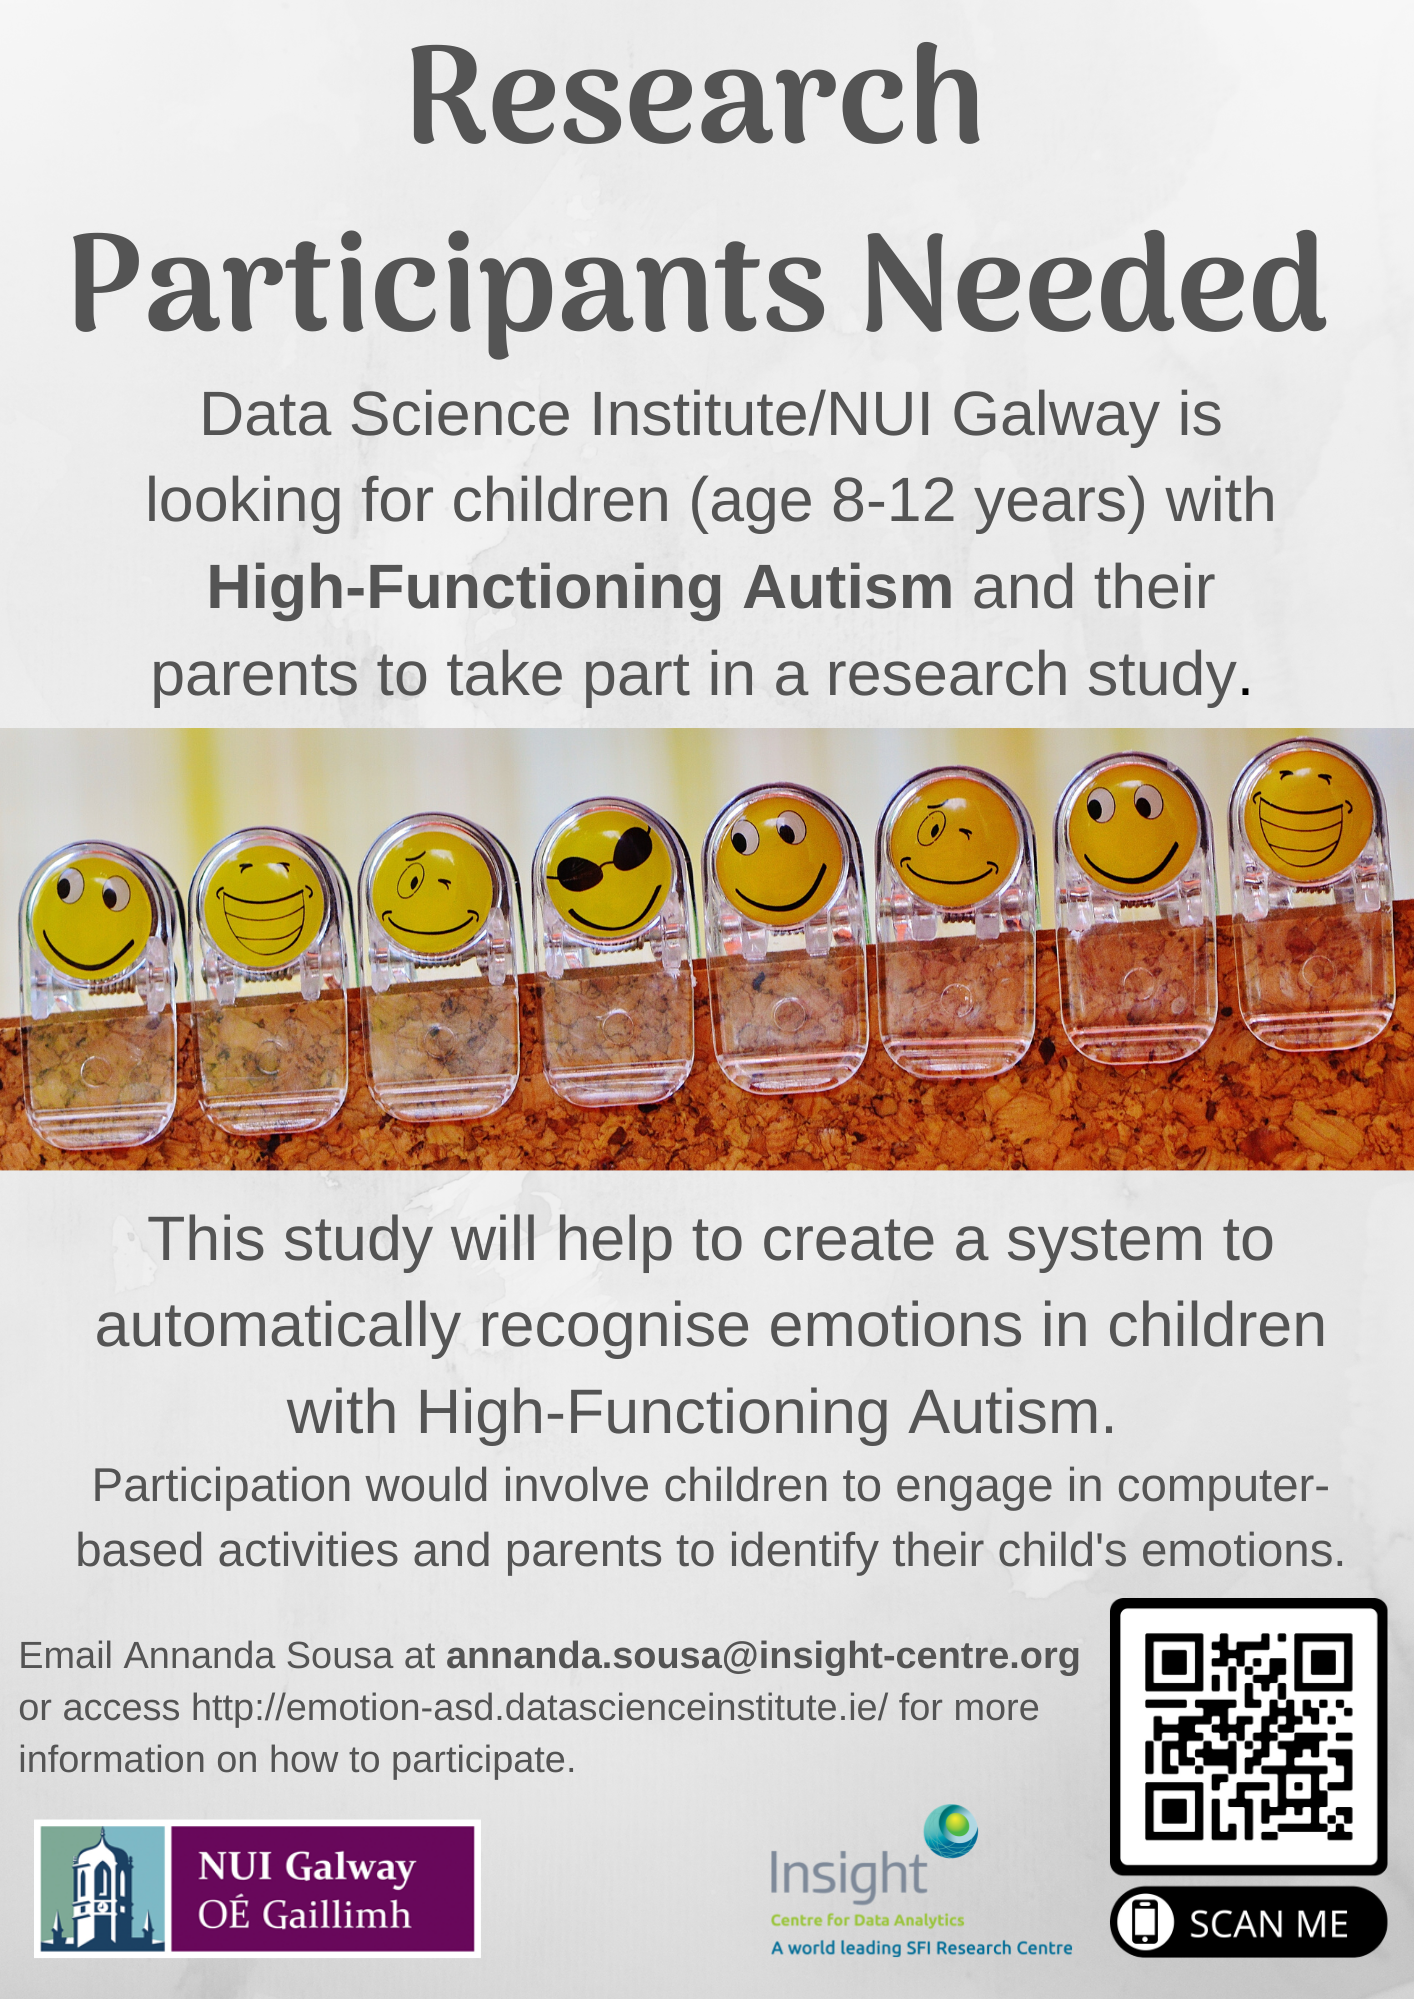 Research
Participants Needed
Data Science Institute/NUI Galway is
looking for children (age 8-12 years) with
High-Functioning Autism and their
parents to take part in a research study.
This study will help to create a system to
automatically recognise emotions in children
with High-Functioning Autism.
Participation would involve children to engage in computer-
based activities and parents to identify their child's emotions.
Email Annanda Sousa at annanda.sousa@insight-centre.org
or access http://emotion-asd.datascienceinstitute.ie/ for more
information on how to participate.
NUI Galway
OÉ Gaillimh
Insight
Centre for Data Analytics
A world leading SFI Research Centre
SCAN ME